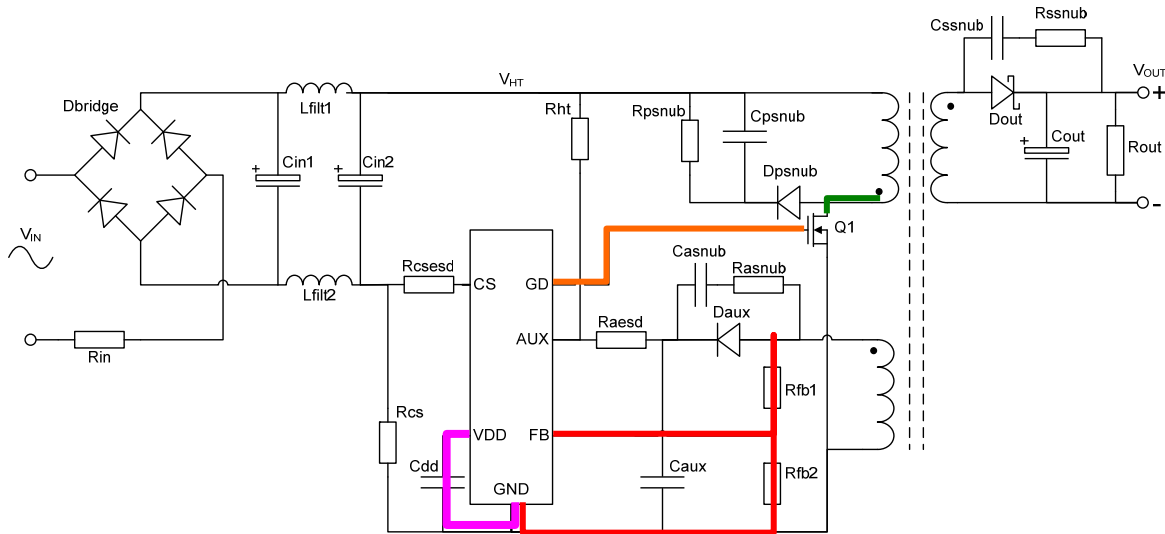 Cssnub
Rssnub
VHT
VOUT
Dbridge
Lfilt1
Rht
Rpsnub
Cpsnub
Dout
+
Cout
Rout
+
Cin1
+
Cin2
+
Dpsnub
-
Q1
VIN
Rcsesd
CS
GD
Casnub
Rasnub
Lfilt2
Daux
AUX
Raesd
Rin
Rfb1
Rcs
VDD
FB
Cdd
GND
Caux
Rfb2